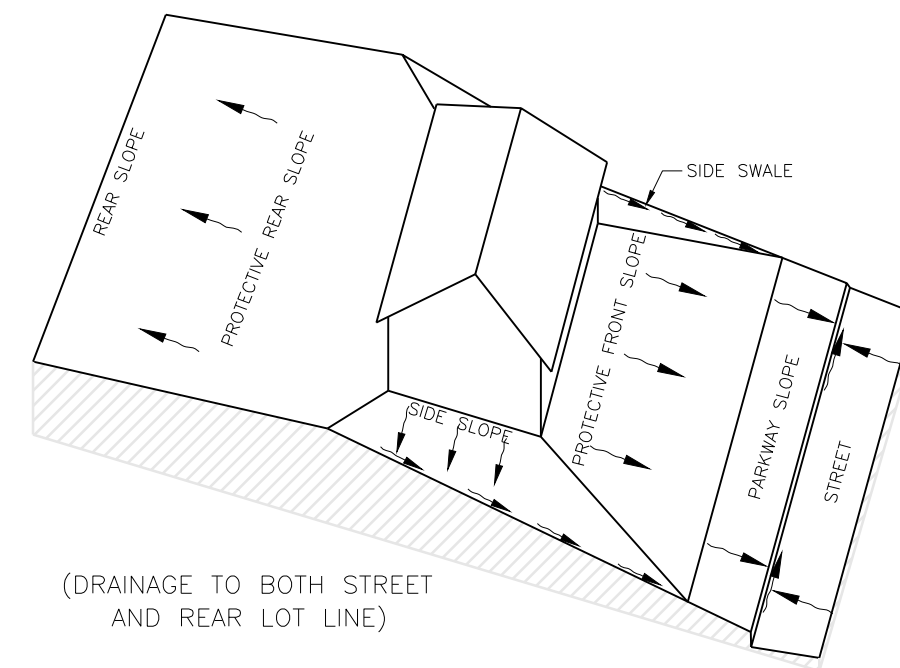 REAR SLOPE
PROTECTIVE REAR SLOPE
SIDE SWALE
PROTECTIVE FRONT SLOPE
SIDE SLOPE
PARKWAY SLOPE
STREET
(DRAINAGE TO BOTH STREET
AND REAR LOT LINE)